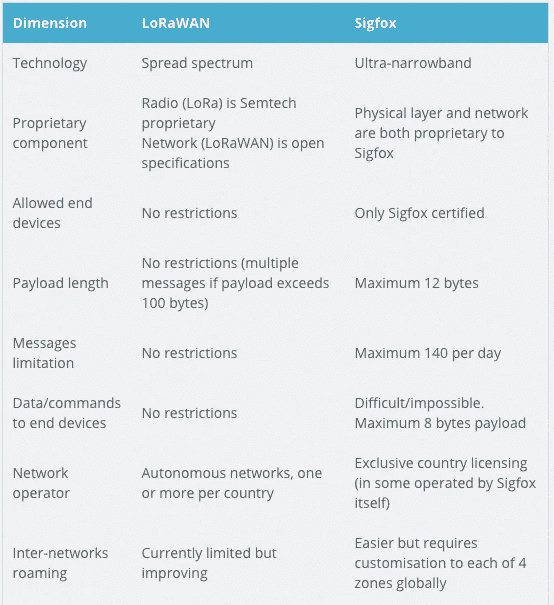 Dimension LoRaWAN Sigfox
Technology Spread spectrum Ultra-narrowband
Proprietary component
Radio (LoRa) is Semtech
proprietary
Network (LoRaWAN) is open
specifications
Physical layer and network
are both proprietary to
Sigfox
Allowed end
devices
No restrictions
Only Sigfox certified
Payload length
No restrictions (multiple
messages if payload exceeds
100 bytes)
Maximum 12 bytes
Messages
limitation
No restrictions
Maximum 140 per day
Data/commands
to end devices
No restrictions
Difficult/impossible.
Maximum 8 bytes payload
Network
operator
Autonomous networks, one
or more per country
Exclusive country licensing
(in some operated by Sigfox
itself)
Inter-networks
roaming
Currently limited but
improving
Easier but requires
customisation to each of 4
zones globally